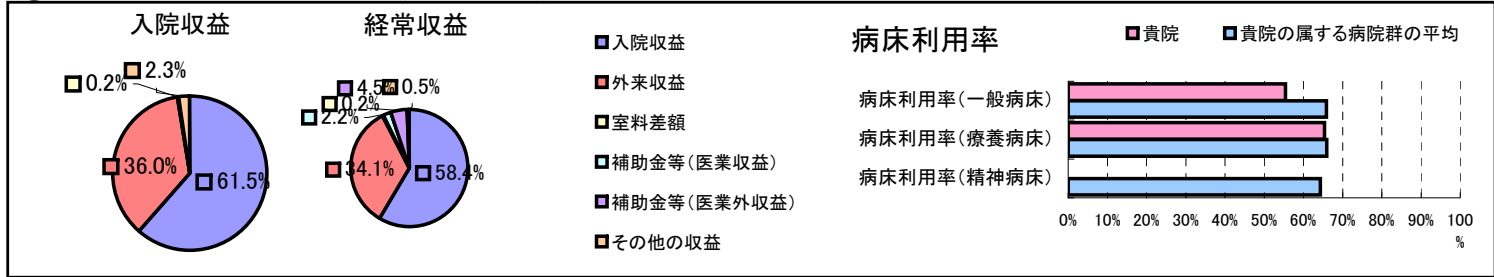 入院収益
2.3%
0.2%
36.0%
61.5%
経常収益
4.5%
0.5%
0.2%
2.2%
34.1%
58.4%
入院収益
外来収益
室料差額
補助金等(医業収益)
補助金等(医業外収益)
その他の収益
病床利用率
貴院
貴院の属する病院群の平均
病床利用率(一般病床)
病床利用率(療養病床)
病床利用率(精神病床)
0% 10% 20% 30% 40% 50% 60% 70% 80% 90% 100
%